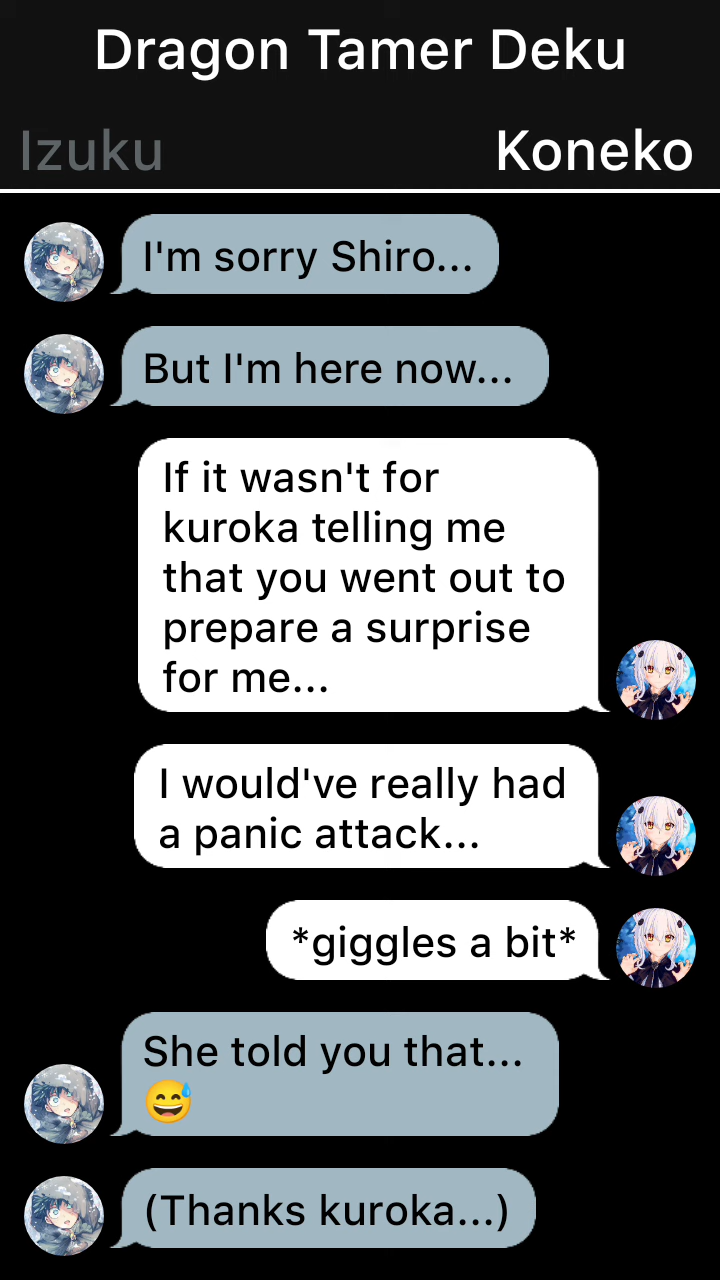 Dragon Tamer Deku
Izuku
Koneko
I'm sorry Shiro...
But I'm here now...
If it wasn't for
kuroka telling me
that you went out to
prepare a surprise
for me...
I would've really had
a panic attack...
*giggles a bit*
She told you that...
😅
(Thanks kuroka...)